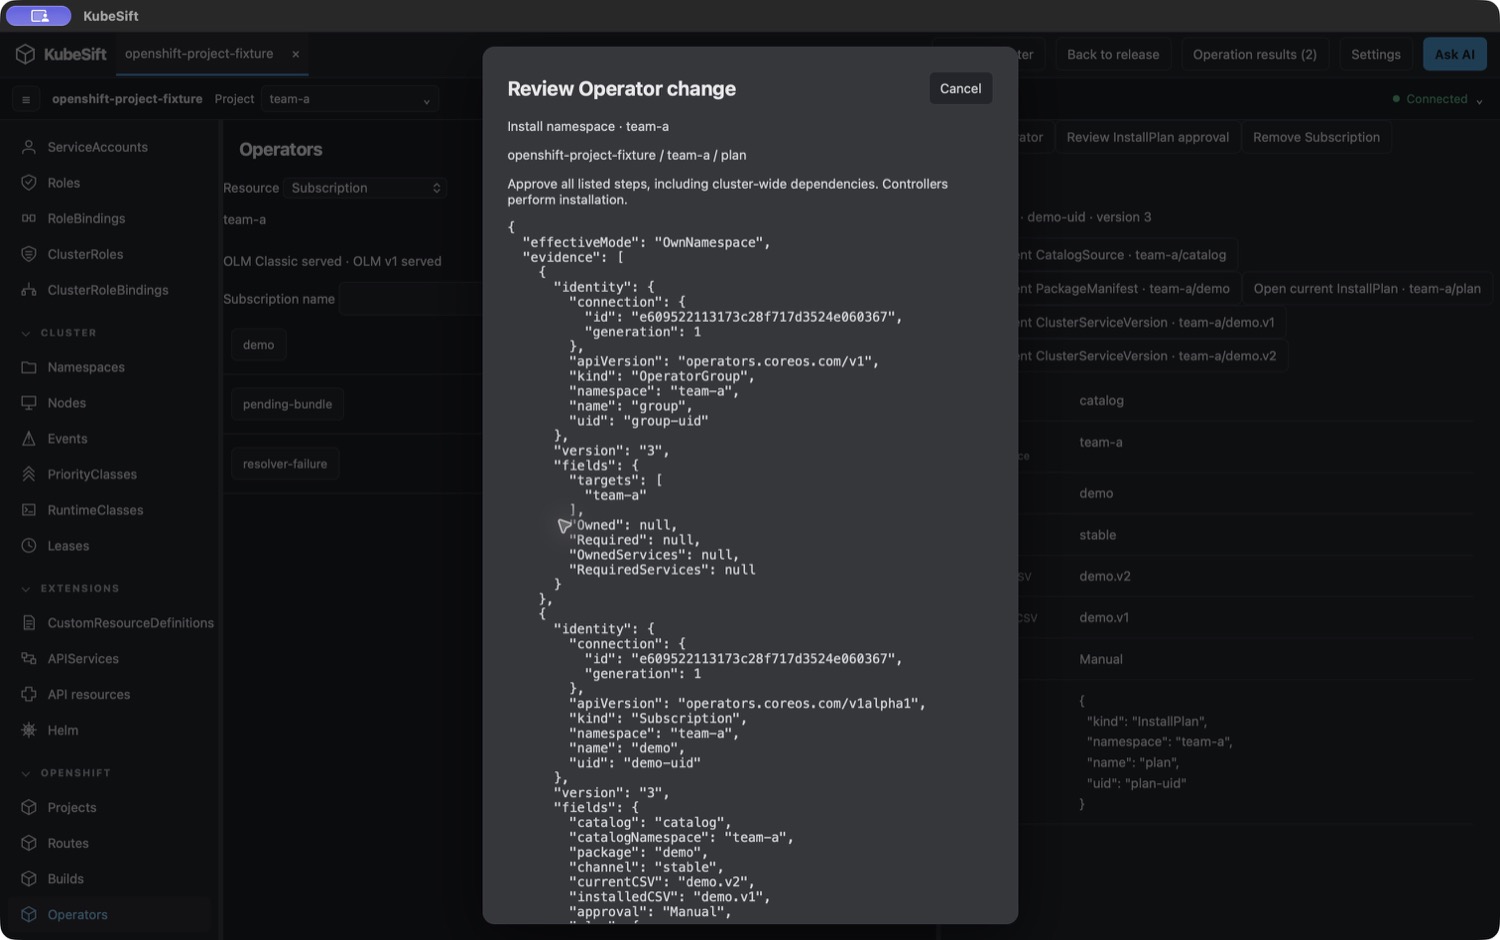 KubeSift
KubeSift
openshift-project-fixture ×
Back to release
Operation results (2)
Settings
Ask AI
openshift-project-fixture Project team-a
Connected
ServiceAccounts
Roles
RoleBindings
ClusterRoles
ClusterRoleBindings
CLUSTER
Namespaces
Nodes
Events
PriorityClasses
RuntimeClasses
Leases
EXTENSIONS
CustomResourceDefinitions
APIServices
API resources
Helm
OPENSHIFT
Projects
Routes
Builds
Operators
Operators
Resource Subscription
team-a
OLM Classic served · OLM v1 served
Subscription name
demo
pending-bundle
resolver-failure
Review Operator change
Cancel
Install namespace · team-a
openshift-project-fixture / team-a / plan
Approve all listed steps, including cluster-wide dependencies. Controllers
perform installation.
{
"effectiveMode": "OwnNamespace",
"evidence": [
{
"identity": {
"connection": {
"id": "e609522113173c28f717d3524e060367",
"generation": 1
},
"apiVersion": "operators.coreos.com/v1",
"kind": "OperatorGroup",
"namespace": "team-a",
"name": "group",
"uid": "group-uid"
},
"version": "3",
"fields": {
"targets": [
"team-a"
],
"Owned": null,
"Required": null,
"OwnedServices": null,
"RequiredServices": null
}
},
{
"identity": {
"connection": {
"id": "e609522113173c28f717d3524e060367",
"generation": 1
},
"apiVersion": "operators.coreos.com/v1alpha1",
"kind": "Subscription",
"namespace": "team-a",
"name": "demo",
"uid": "demo-uid"
},
"version": "3",
"fields": {
"catalog": "catalog",
"catalogNamespace": "team-a",
"package": "demo",
"channel": "stable",
"currentCSV": "demo.v2",
"installedCSV": "demo.v1",
"approval": "Manual",
Review InstallPlan approval
Remove Subscription
· demo-uid · version 3
CatalogSource · team-a/catalog
PackageManifest · team-a/demo
Open current InstallPlan · team-a/plan
ClusterServiceVersion · team-a/demo.v1
ClusterServiceVersion · team-a/demo.v2
catalog
team-a
demo
stable
demo.v2
demo.v1
Manual
{
"kind": "InstallPlan",
"namespace": "team-a",
"name": "plan",
"uid": "plan-uid"
}